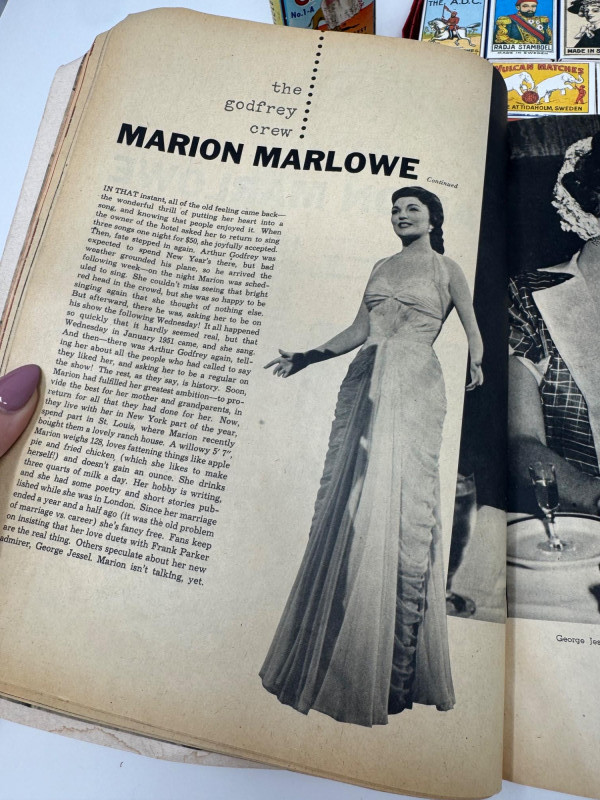 No.1-A
THE A.D.C.
RADJA STAMBOEL
MADE IN SWEDEN
MADE IN S
VULCAN MATCHES
E ATTIDAHOLM, SWEDEN
the
godfrey
crew
MARION MARLOWE
Continued
IN THAT instant, all of the old feeling came back—
the wonderful thrill of putting her heart into a
song, and knowing that people enjoyed it. When
the owner of the hotel asked her to return to sing
three songs one night for $50, she joyfully accepted.
Then, fate stepped in again. Arthur Godfrey was
expected to spend New Year's there, but bad
weather grounded his plane, so he arrived the
following week—on the night Marion was sched-
uled to sing. She couldn't miss seeing that bright
red head in the crowd, but she was so happy to be
singing again that she thought of nothing else.
But afterward, there he was, asking her to be on
his show the following Wednesday! It all happened
so quickly that it hardly seemed real, but that
Wednesday in January 1951 came, and she sang.
And then—there was Arthur Godfrey again, tell-
ing her about all the people who had called to say
they liked her, and asking her to be a regular on
the show! The rest, as they say, is history. Soon,
Marion had fulfilled her greatest ambition—to pro-
vide the best for her mother and grandparents, in
return for all that they had done for her. Now,
they live with her in New York part of the year,
spend part in St. Louis, where Marion recently
bought them a lovely ranch house. A willowy 5' 7",
Marion weighs 128, loves fattening things like apple
pie and fried chicken (which she likes to make
herself!) and doesn't gain an ounce. She drinks
three quarts of milk a day. Her hobby is writing,
and she had some poetry and short stories pub-
lished while she was in London. Since her marriage
ended a year and a half ago (it was the old problem
of marriage vs. career) she's fancy free. Fans keep
on insisting that her love duets with Frank Parker
are the real thing. Others speculate about her new
admirer, George Jessel. Marion isn't talking, yet.
George Jes